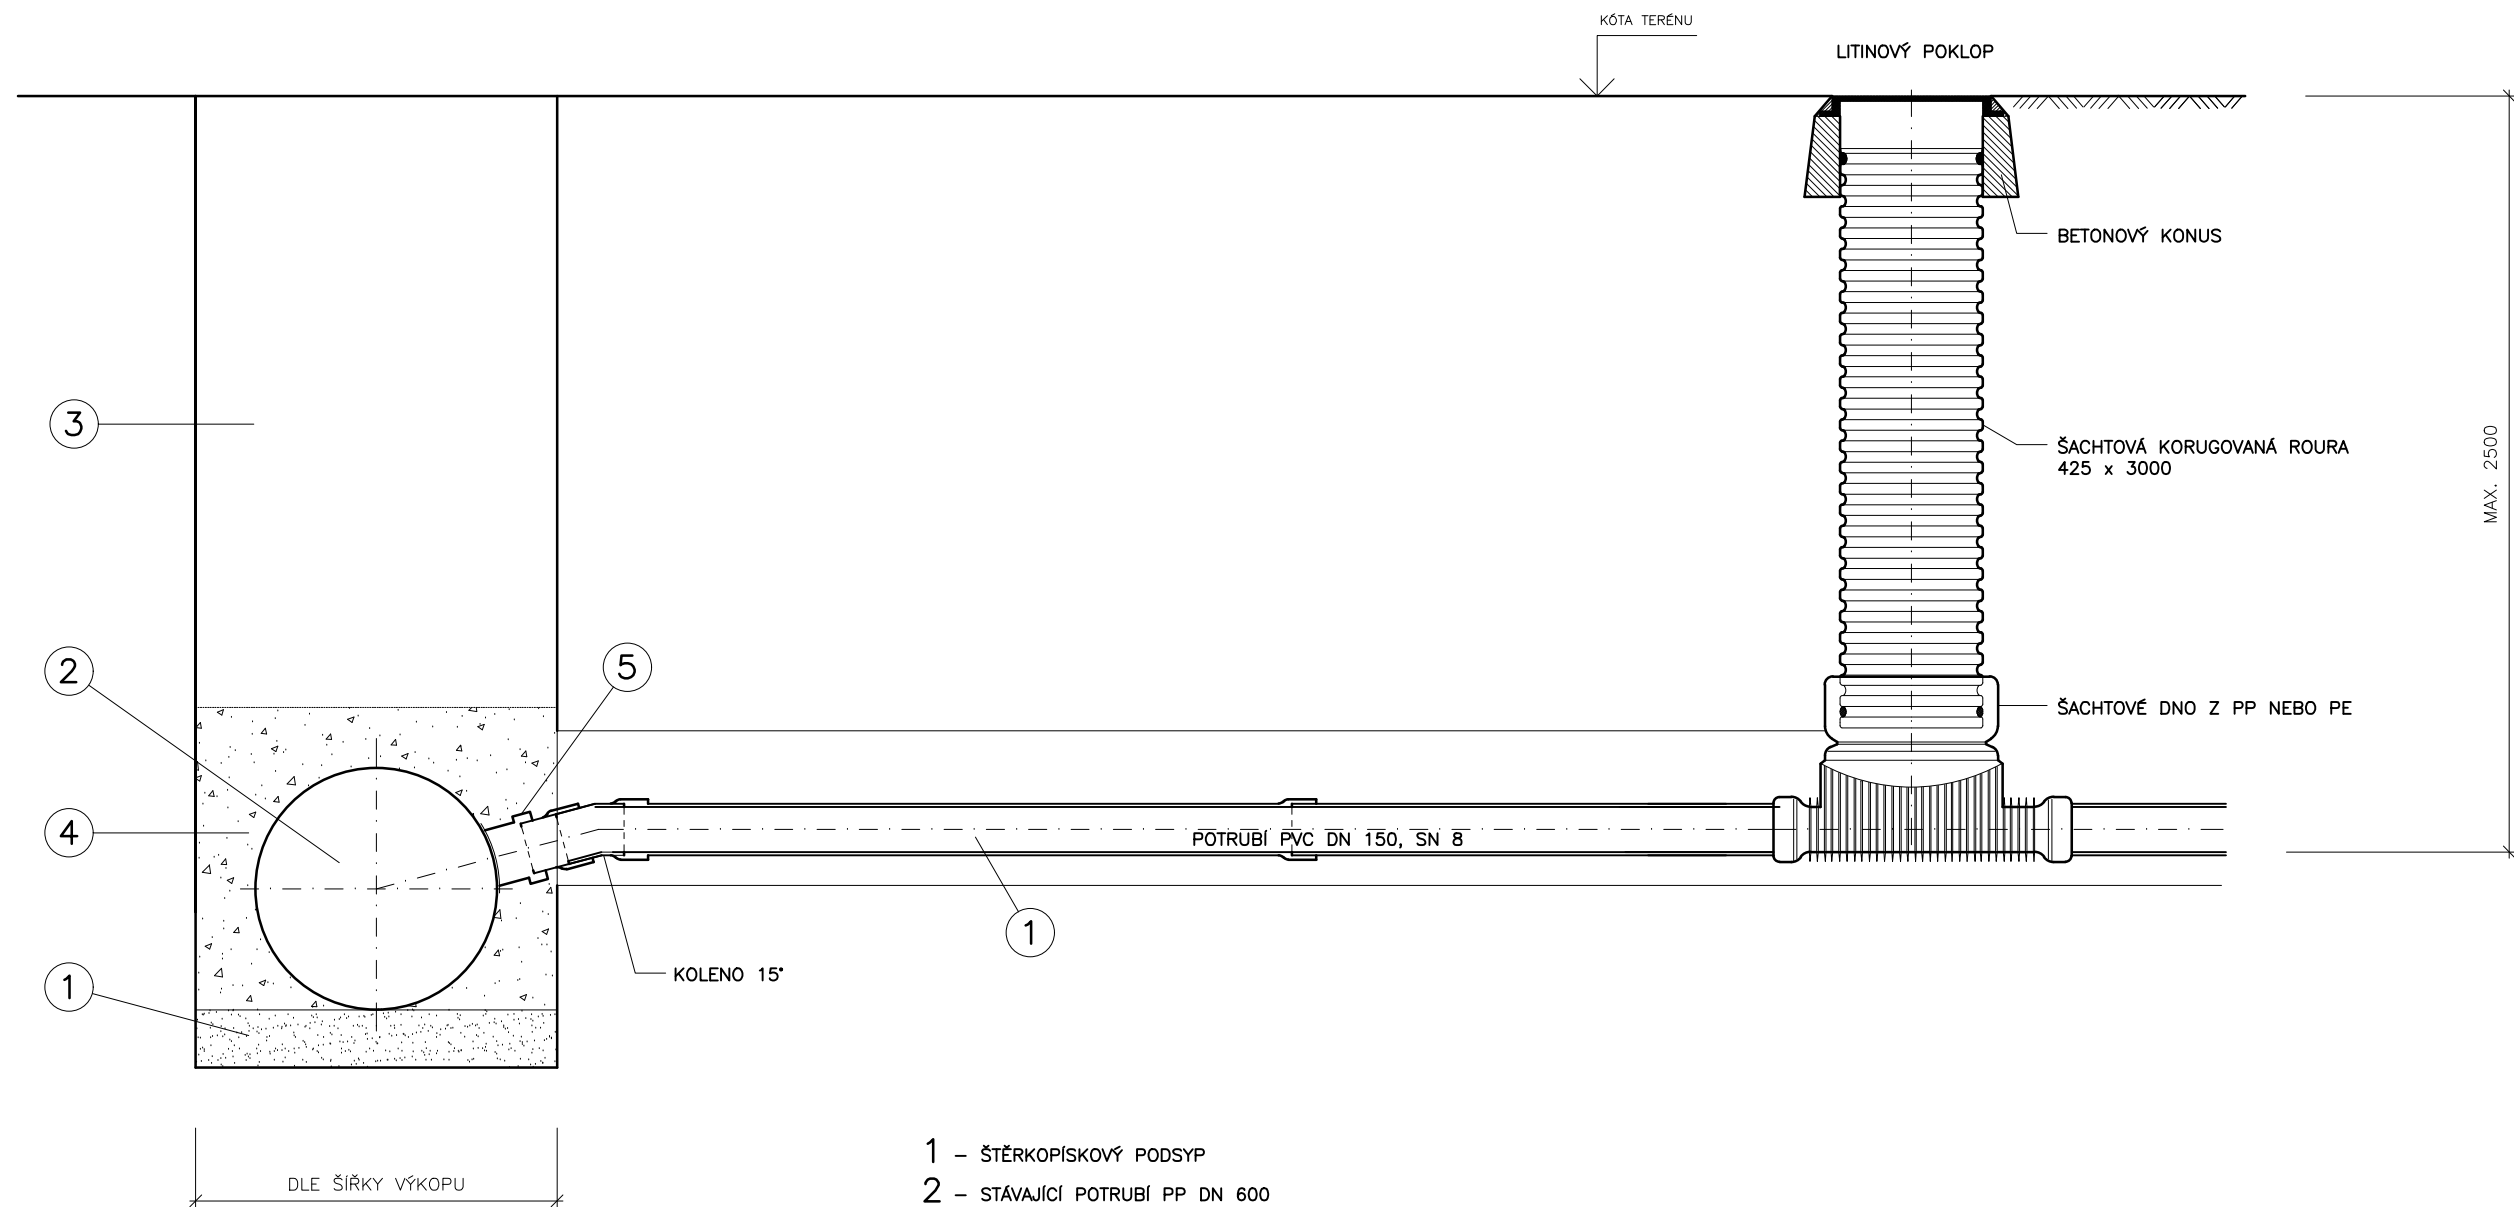 KÓTA TERÉNU
LITINOVÝ POKLOP
BETONOVÝ KONUS
3
ŠACHTOVÁ KORUGOVANÁ ROURA
425 x 3000
MAX. 2500
2
5
ŠACHTOVÉ DNO Z PP NEBO PE
4
POTRUBÍ PVC DN 150, SN 8
1
KOLENO 15°
1
1 – ŠTĚRKOPÍSKOVÝ PODSYP
DLE ŠÍŘKY VÝKOPU
2 – STÁVAJÍCÍ POTRUBÍ PP DN 600